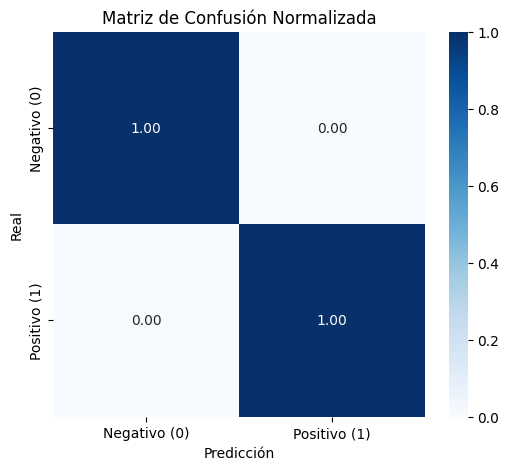 Matriz de Confusión Normalizada
Real
Negativo (0)
1.00
0.00
Positivo (1)
0.00
1.00
Negativo (0)
Positivo (1)
Predicción
1.0
0.8
0.6
0.4
0.2
0.0